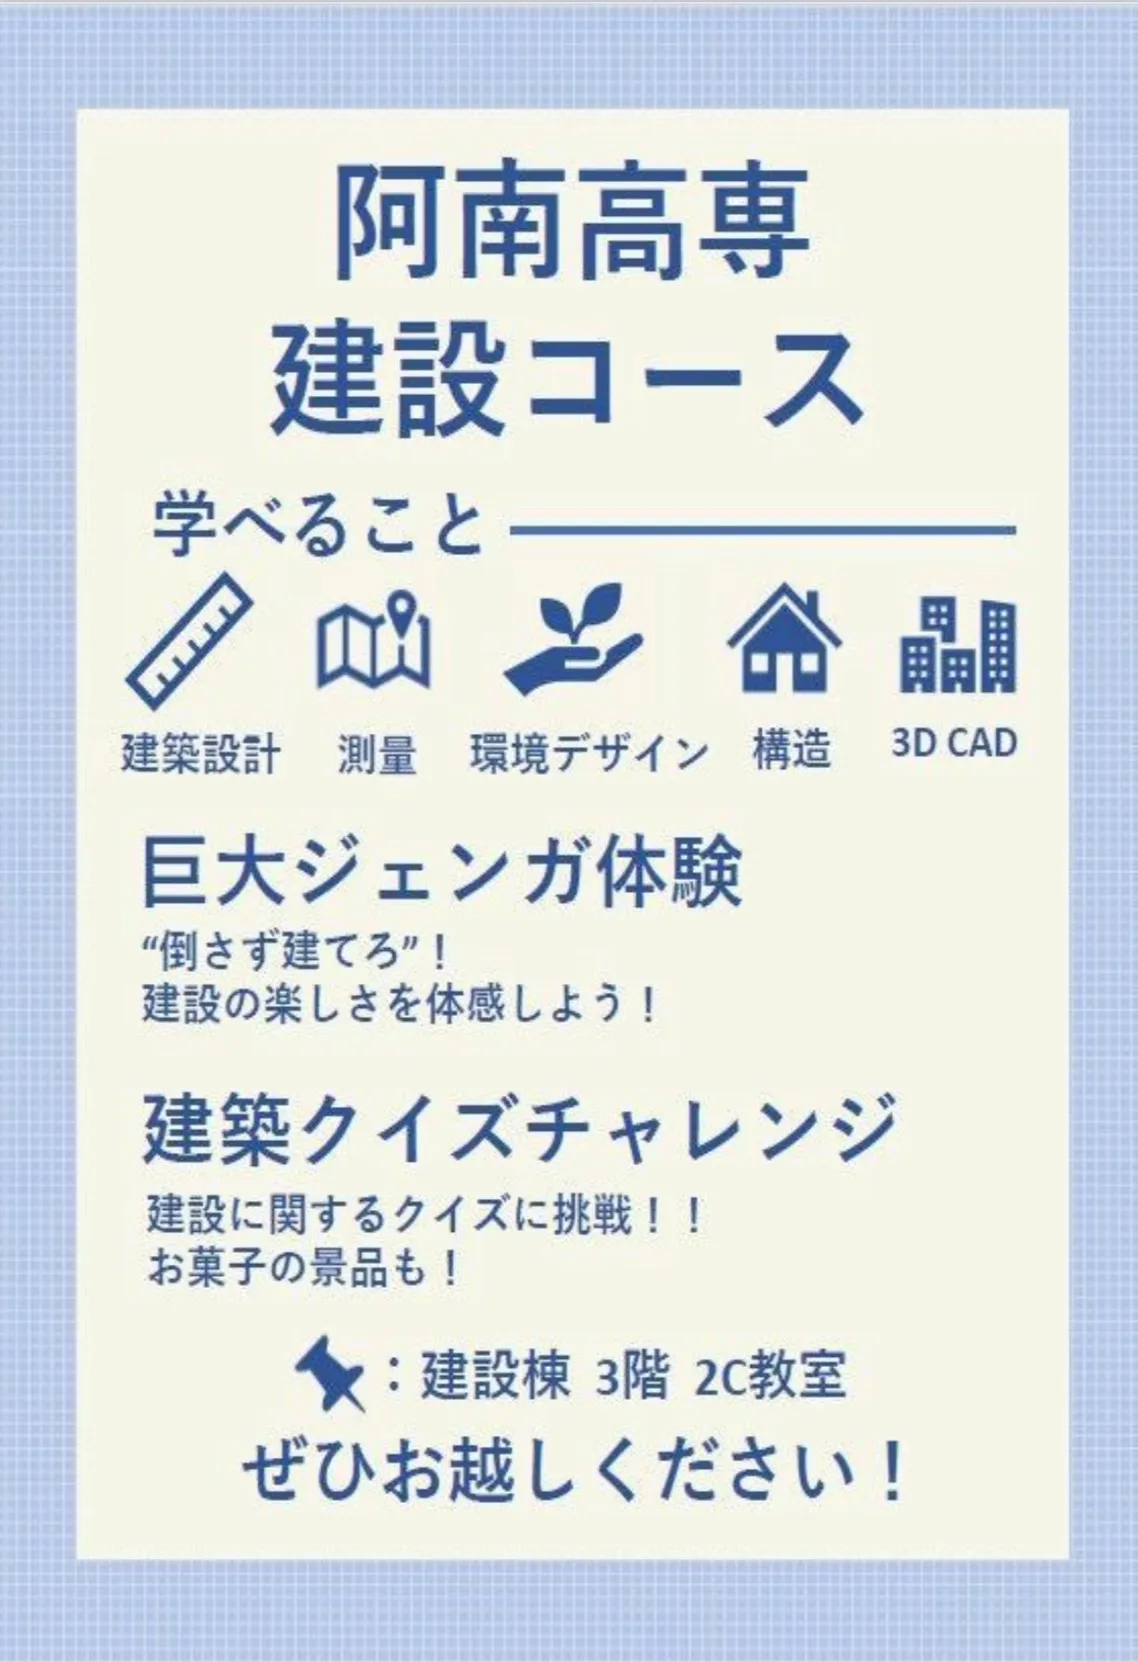 阿南高専
建設コース
学べること
建築設計 測量 環境デザイン 構造 3D CAD
巨大ジェンガ体験
“倒さず建てろ”！
建設の楽しさを体感しよう！
建築クイズチャレンジ
建設に関するクイズに挑戦！！
お菓子の景品も！
：建設棟 3階 2C教室
ぜひお越しください！